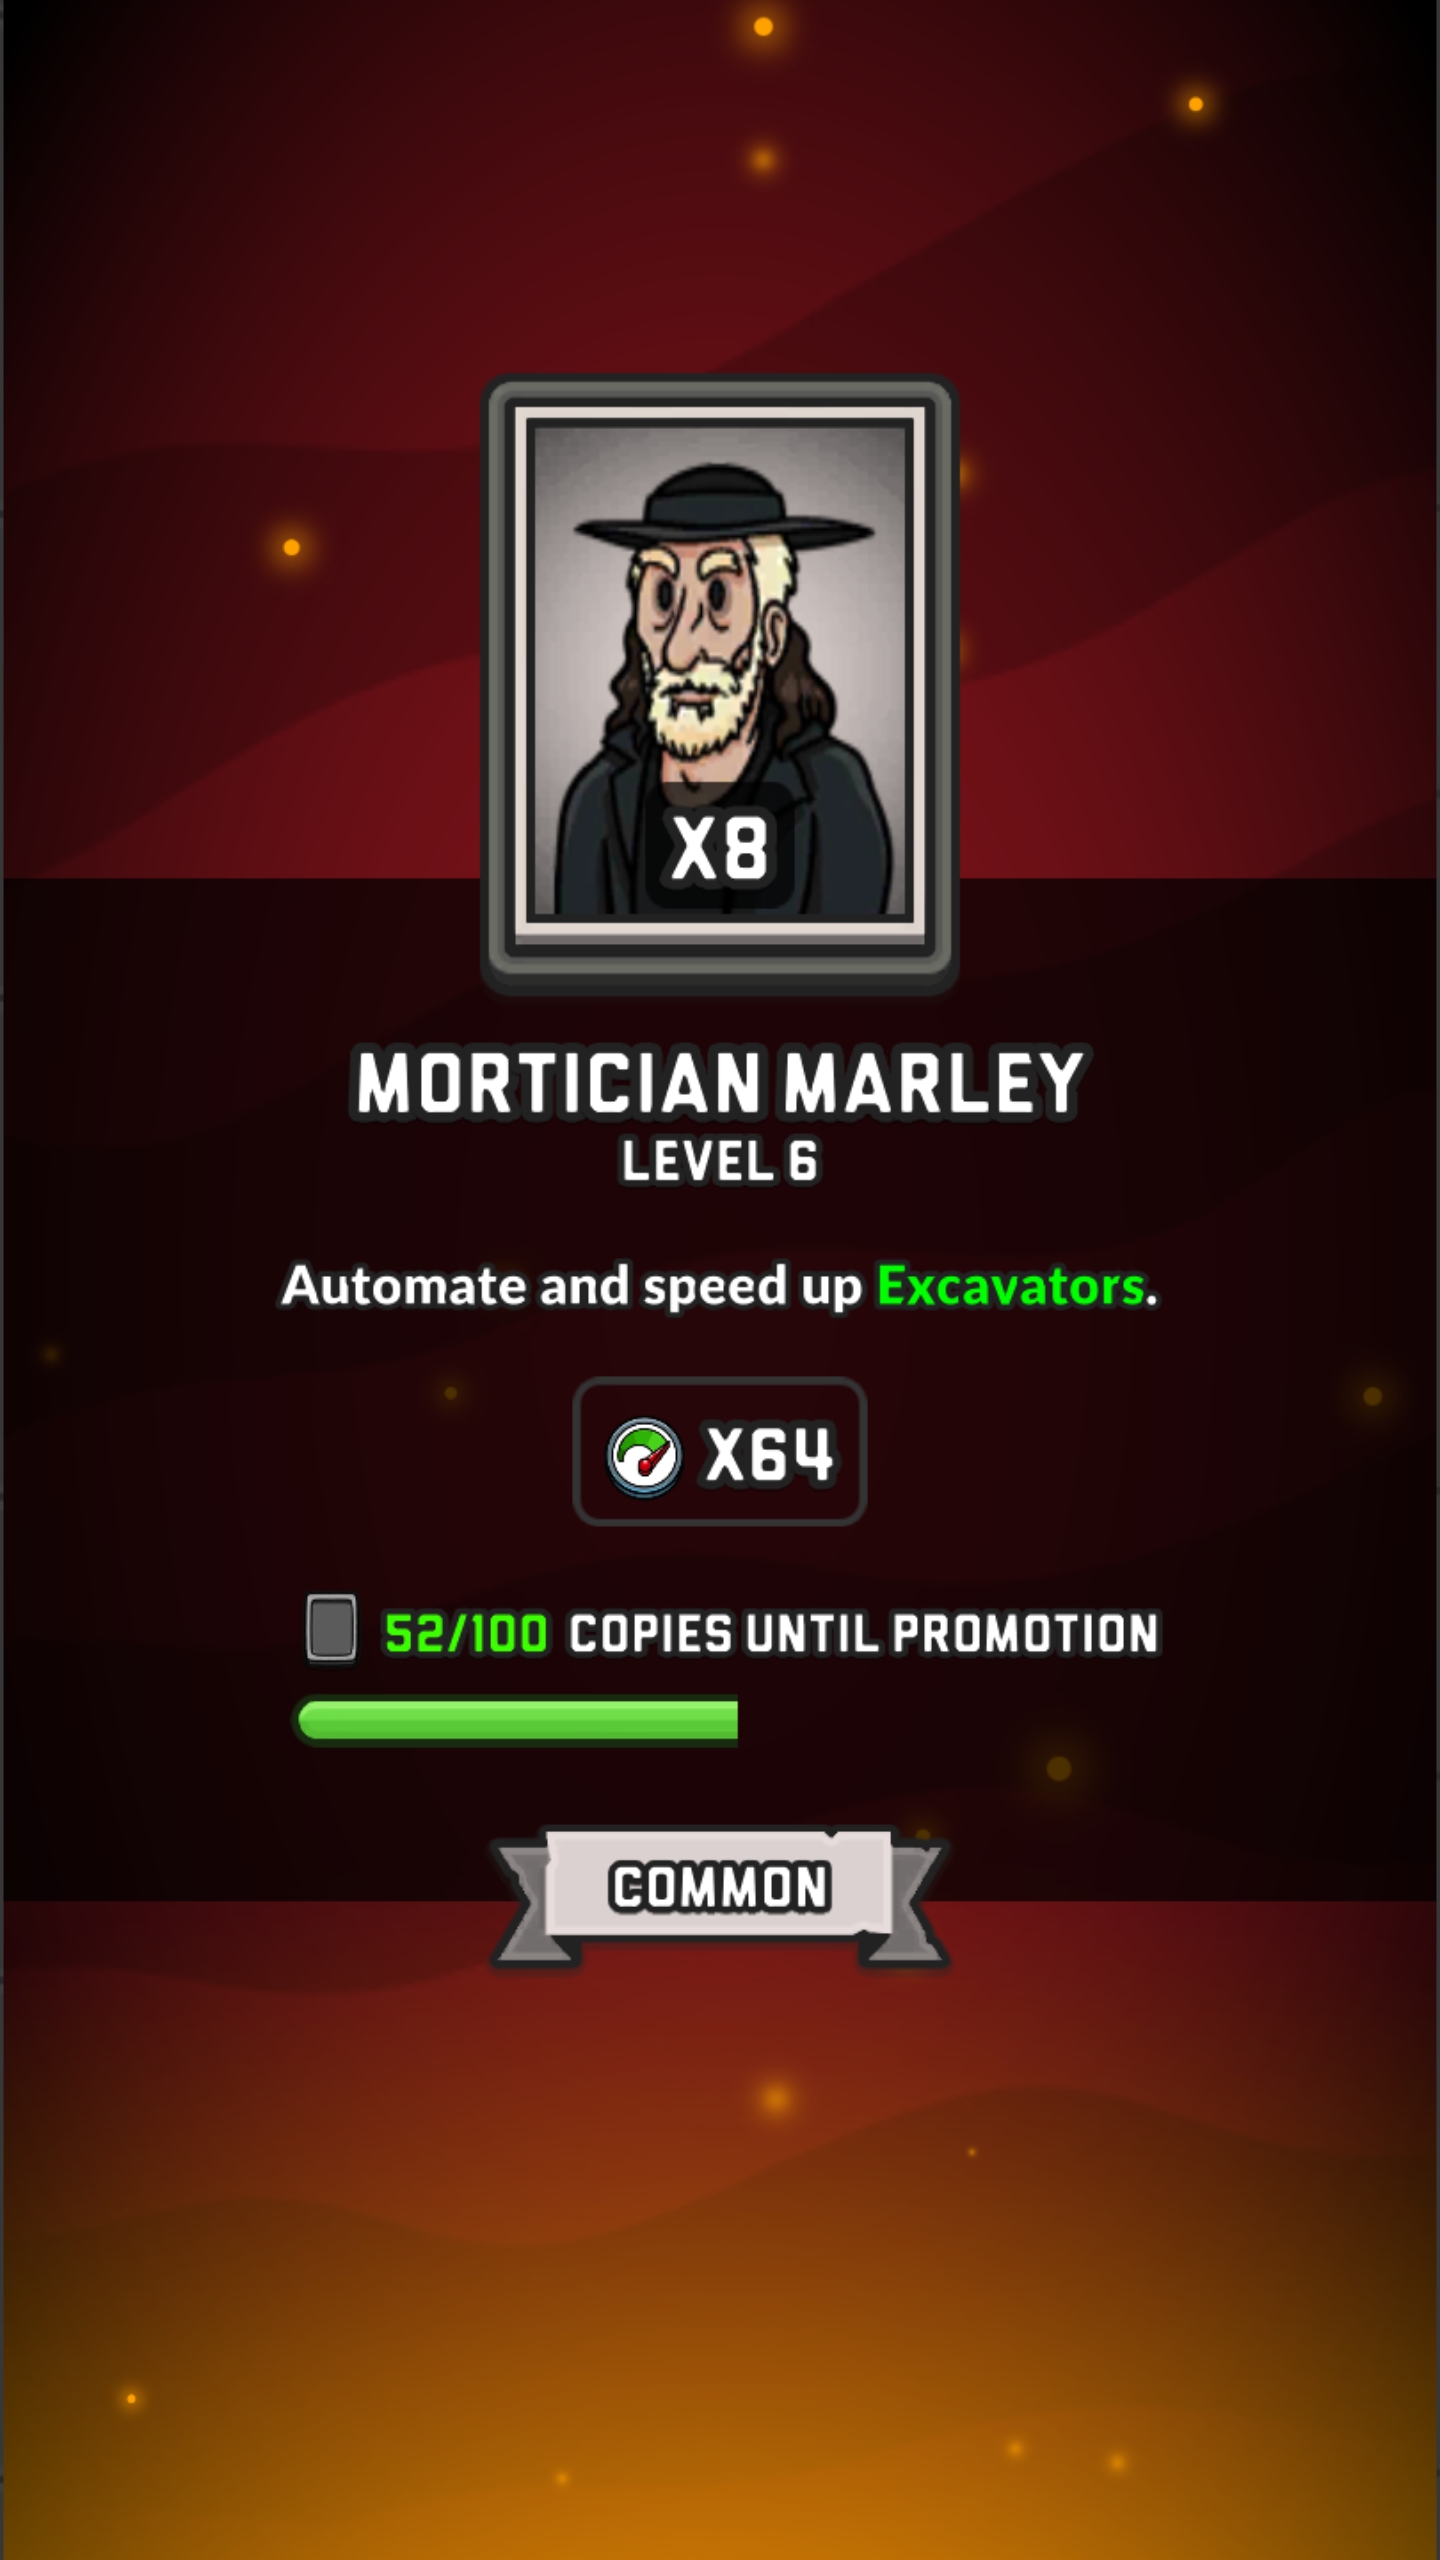 X8
MORTICIAN MARLEY
LEVEL 6
Automate and speed up Excavators.
X64
52/100 COPIES UNTIL PROMOTION
COMMON